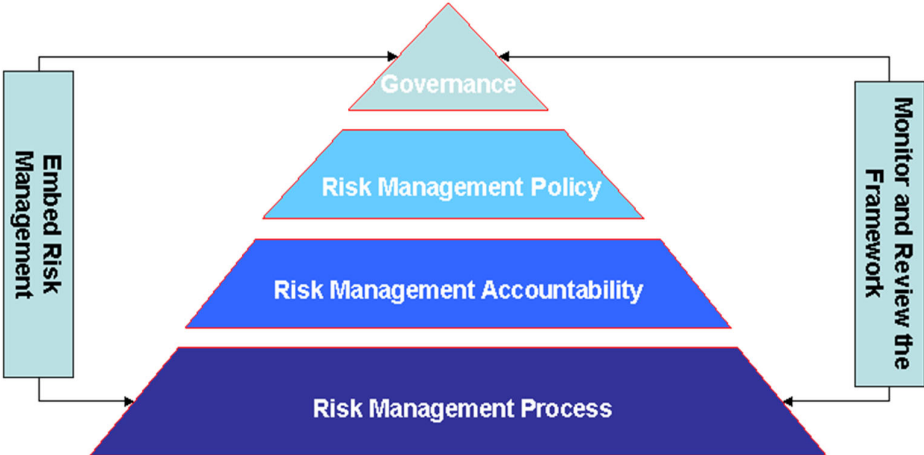 Governance
Risk Management Policy
Risk Management Accountability
Risk Management Process
Embed Risk
Management
Monitor and Review the
Framework